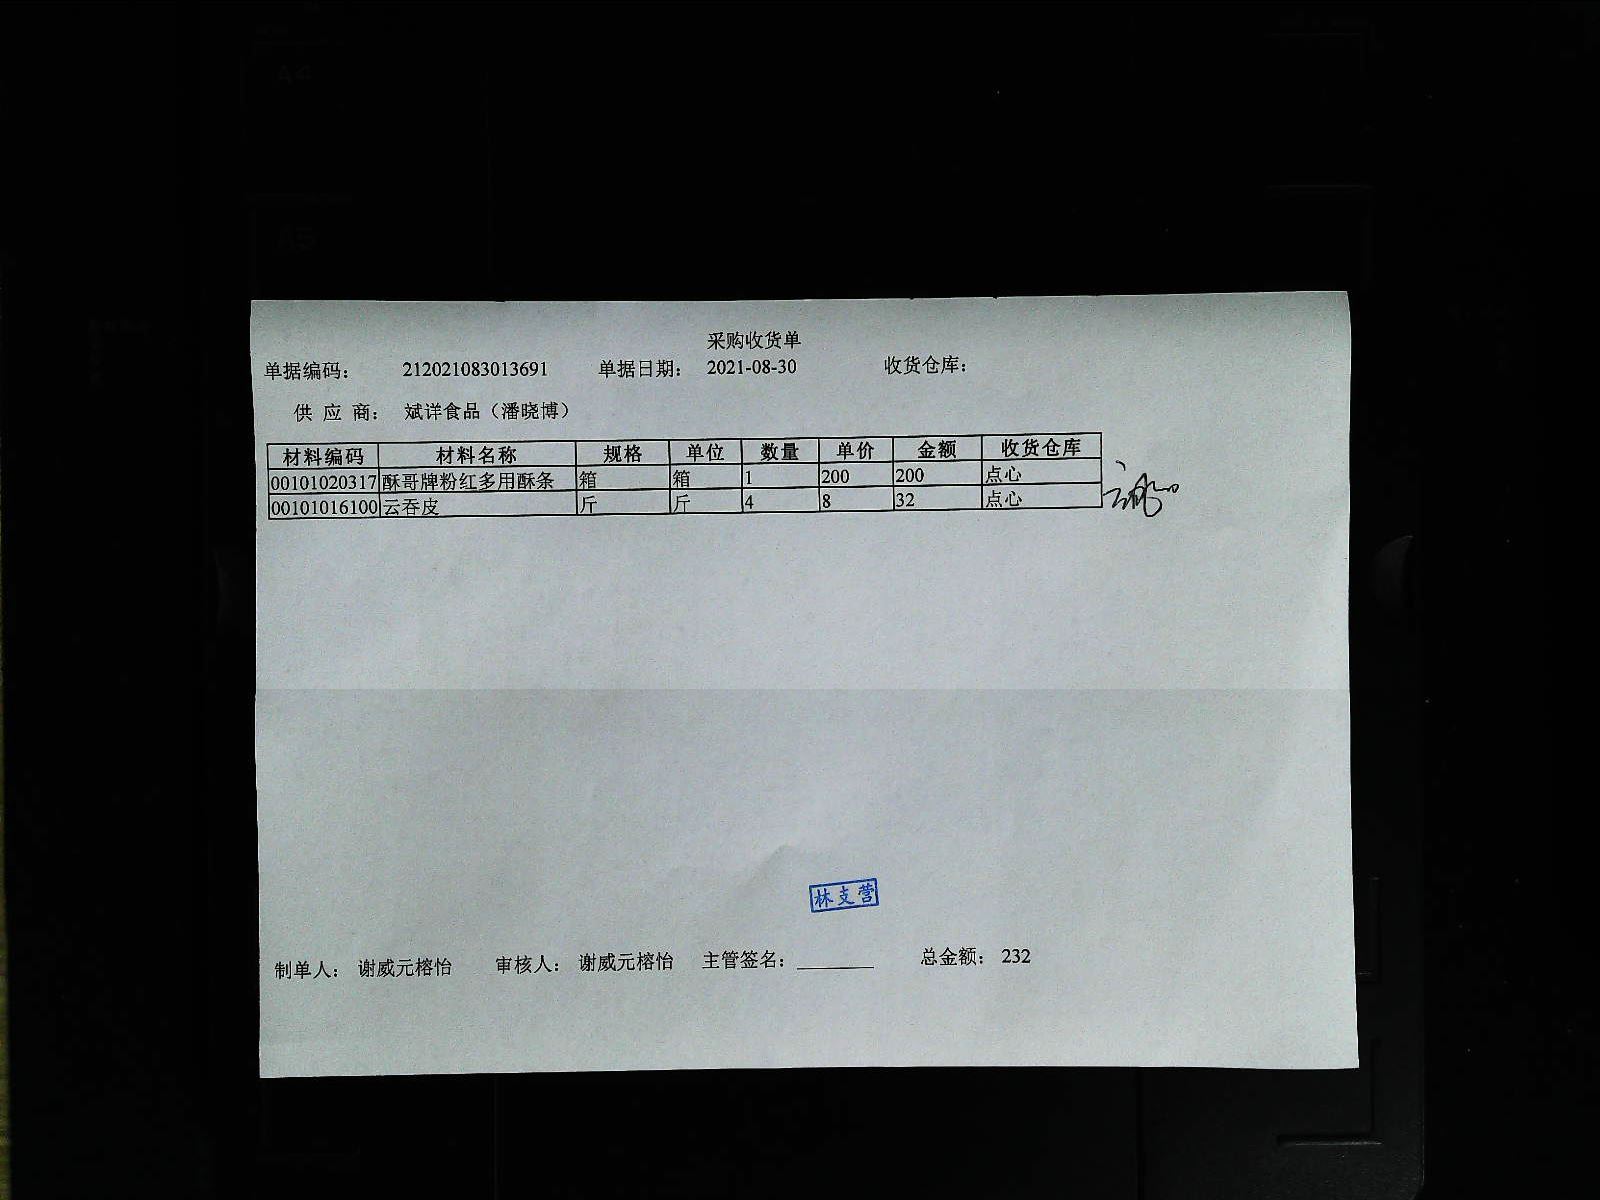 A4
A5
采购收货单
单据编码： 212021083013691 单据日期： 2021-08-30 收货仓库：
供 应 商： 斌详食品（潘晓博）
材料编码 材料名称 规格 单位 数量 单价 金额 收货仓库
00101020317 酥哥牌粉红多用酥条 箱 箱 1 200 200 点心
00101016100 云吞皮 斤 斤 4 8 32 点心
林支营
制单人： 谢威元榕怡 审核人： 谢威元榕怡 主管签名：________ 总金额： 232